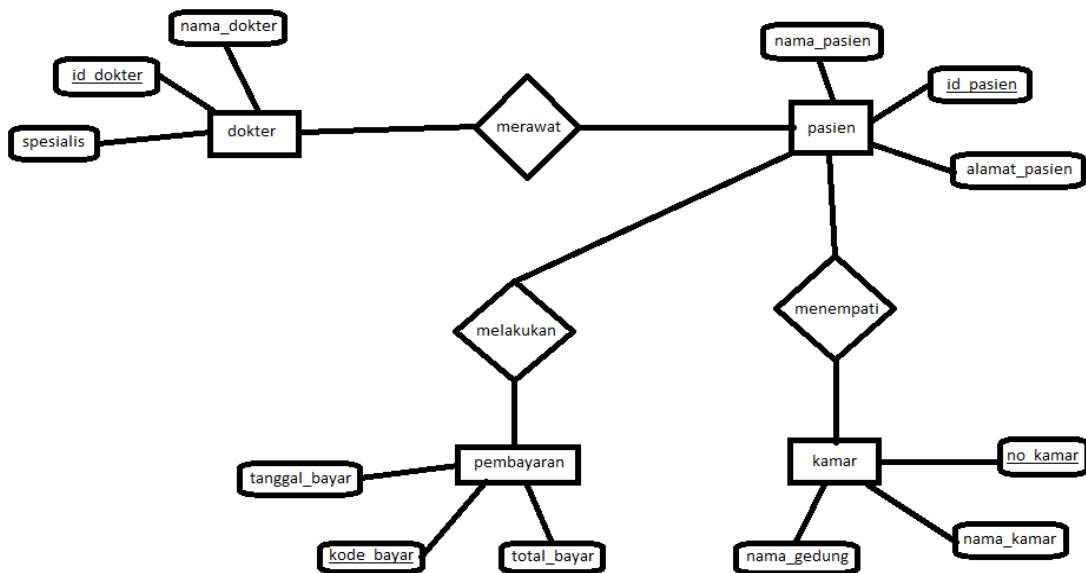 nama_dokter
nama_pasien
id_dokter
id_pasien
spesialis
dokter
merawat
pasien
alamat_pasien
melakukan
menempati
pembayaran
kamar
no_kamar
tanggal_bayar
kode_bayar
total_bayar
nama_gedung
nama_kamar